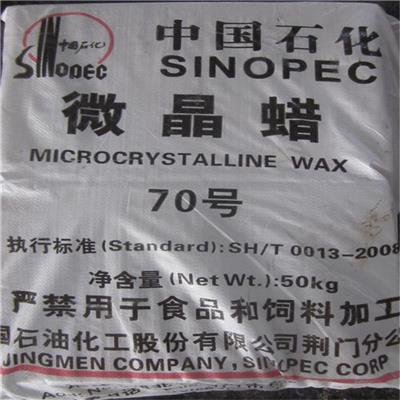 中国石化
SINOPEC
中国石化
SINOPEC
微晶蜡
MICROCRYSTALLINE WAX
70号
执行标准(Standard):SH/T 0013-2008
净含量(Net Wt.):50kg
严禁用于食品和饲料加工
国石油化工股份有限公司荆门分公
JINGMEN COMPANY, SINOPEC CORP